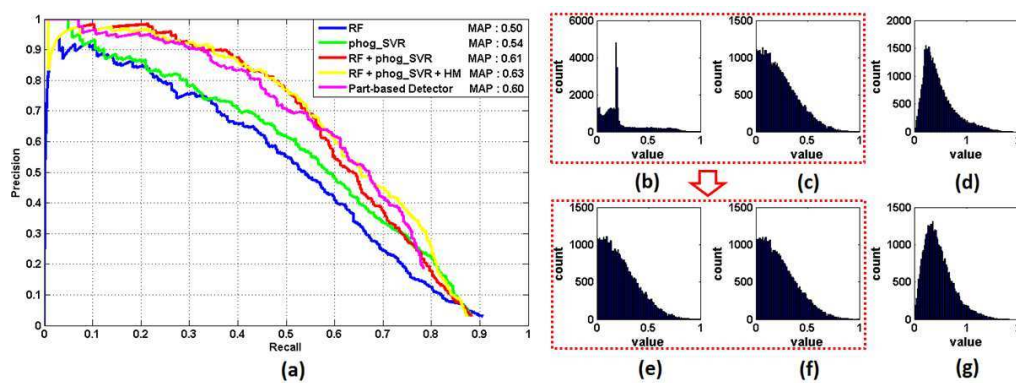 RF MAP : 0.50
phog_SVR MAP : 0.54
RF + phog_SVR MAP : 0.61
RF + phog_SVR + HM MAP : 0.63
Part-based Detector MAP : 0.60
Precision
1
0.9
0.8
0.7
0.6
0.5
0.4
0.3
0.2
0.1
0
0 0.1 0.2 0.3 0.4 0.5 0.6 0.7 0.8 0.9 1
Recall
(a)
count
6000
4000
2000
0
0 0.5 1
value
(b)
count
1500
1000
500
0
0 0.5 1
value
(c)
count
2000
1500
1000
500
0
0 1
value
(d)
count
1500
1000
500
0
0 0.5 1
value
(e)
count
1500
1000
500
0
0 0.5 1
value
(f)
count
1500
1000
500
0
0 1
value
(g)